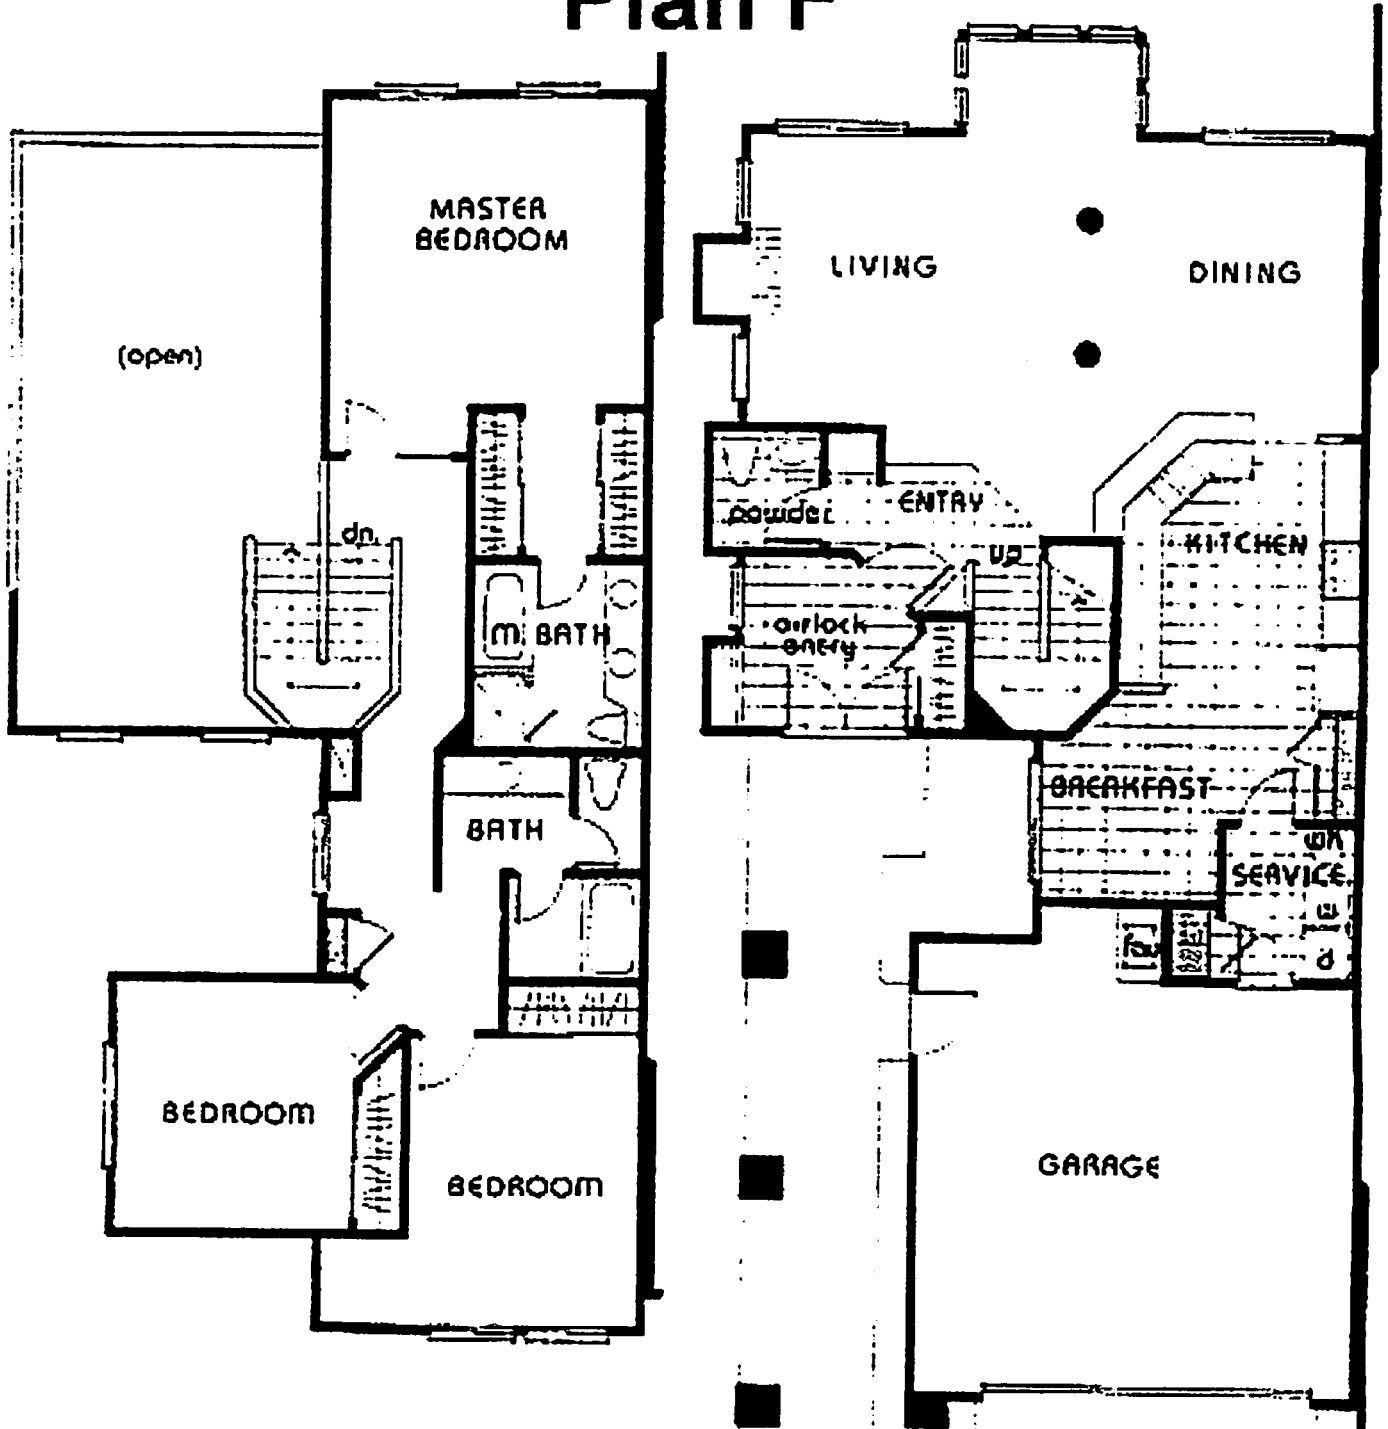 Plan F
MASTER
BEDROOM
(open)
dn.
m. BATH
BATH
BEDROOM
BEDROOM
LIVING
DINING
powder
ENTRY
up
KITCHEN
airlock
entry
BREAKFAST
wh
SERVICE
w
d
GARAGE